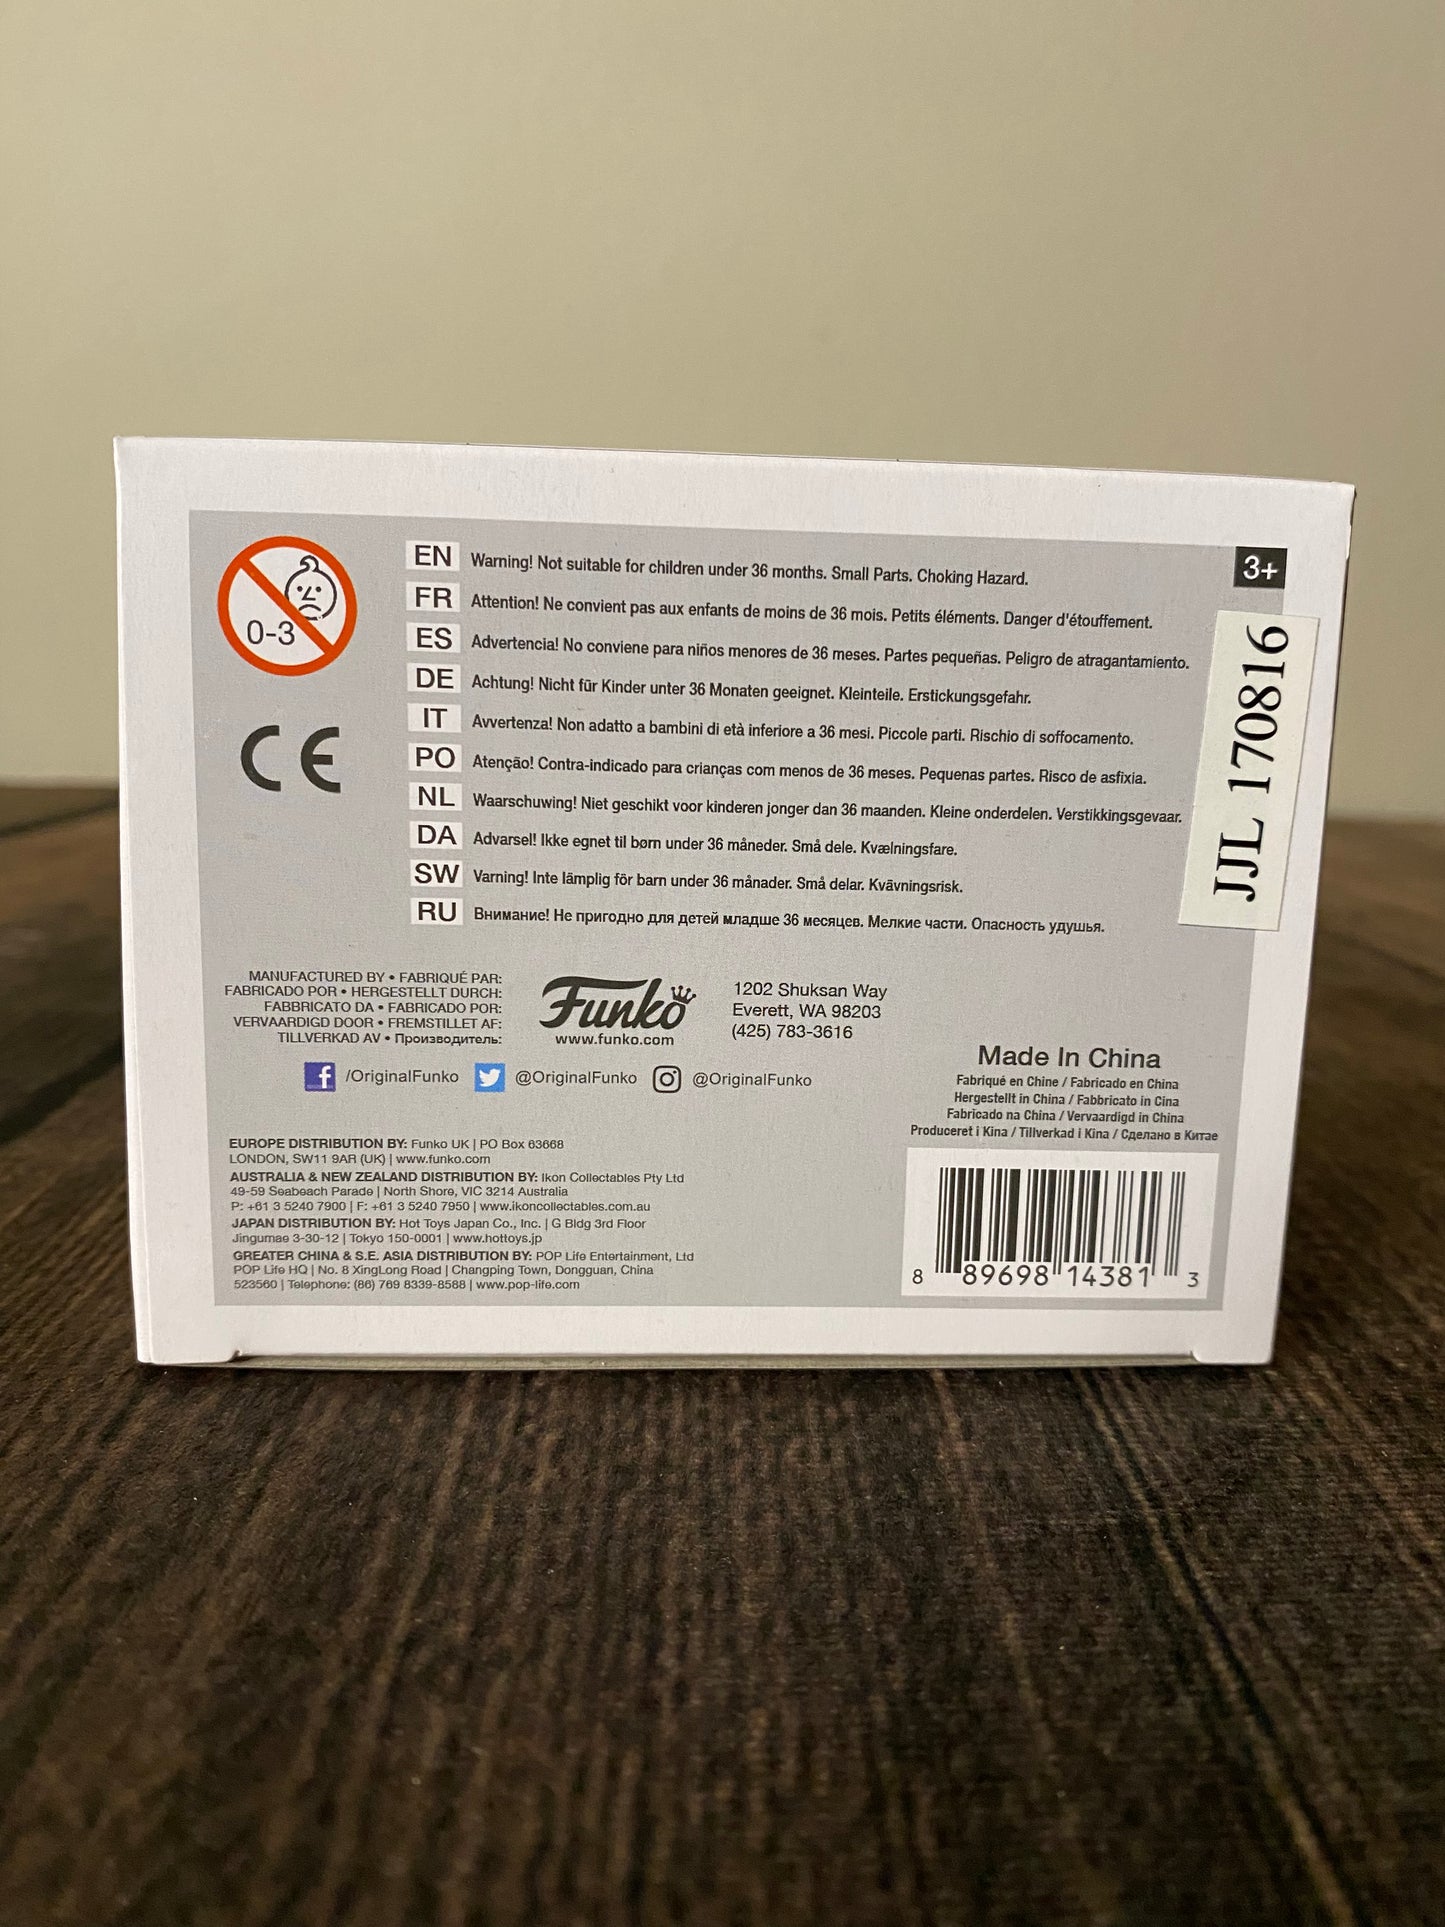 0-3
EN Warning! Not suitable for children under 36 months. Small Parts. Choking Hazard.
FR Attention! Ne convient pas aux enfants de moins de 36 mois. Petits éléments. Danger d'étouffement.
ES Advertencia! No conviene para niños menores de 36 meses. Partes pequeñas. Peligro de atragantamiento.
DE Achtung! Nicht für Kinder unter 36 Monaten geeignet. Kleinteile. Erstickungsgefahr.
IT Avvertenza! Non adatto a bambini di età inferiore a 36 mesi. Piccole parti. Rischio di soffocamento.
PO Atenção! Contra-indicado para crianças com menos de 36 meses. Pequenas partes. Risco de asfixia.
NL Waarschuwing! Niet geschikt voor kinderen jonger dan 36 maanden. Kleine onderdelen. Verstikkingsgevaar.
DA Advarsel! Ikke egnet til børn under 36 måneder. Små dele. Kvælningsfare.
SW Varning! Inte lämplig för barn under 36 månader. Små delar. Kvävningsrisk.
RU Внимание! Не пригодно для детей младше 36 месяцев. Мелкие части. Опасность удушья.
CE
3+
JJL 170816
MANUFACTURED BY • FABRIQUÉ PAR:
FABRICADO POR • HERGESTELLT DURCH:
FABBRICATO DA • FABRICADO POR:
VERVAARDIGD DOOR • FREMSTILLET AF:
TILLVERKAD AV • Производитель:
Funko
www.funko.com
1202 Shuksan Way
Everett, WA 98203
(425) 783-3616
/OriginalFunko @OriginalFunko @OriginalFunko
Made In China
Fabriqué en Chine / Fabricado en China
Hergestellt in China / Fabbricato in Cina
Fabricado na China / Vervaardigd in China
Produceret i Kina / Tillverkad i Kina / Сделано в Китае
EUROPE DISTRIBUTION BY: Funko UK | PO Box 63668
LONDON, SW11 9AR (UK) | www.funko.com
AUSTRALIA & NEW ZEALAND DISTRIBUTION BY: Ikon Collectables Pty Ltd
49-59 Seabeach Parade | North Shore, VIC 3214 Australia
P: +61 3 5240 7900 | F: +61 3 5240 7950 | www.ikoncollectables.com.au
JAPAN DISTRIBUTION BY: Hot Toys Japan Co., Inc. | G Bldg 3rd Floor
Jingumae 3-30-12 | Tokyo 150-0001 | www.hottoys.jp
GREATER CHINA & S.E. ASIA DISTRIBUTION BY: POP Life Entertainment, Ltd
POP Life HQ | No. 8 XingLong Road | Changping Town, Dongguan, China
523560 | Telephone: (86) 769 8339-8588 | www.pop-life.com
8 89698 14381 3